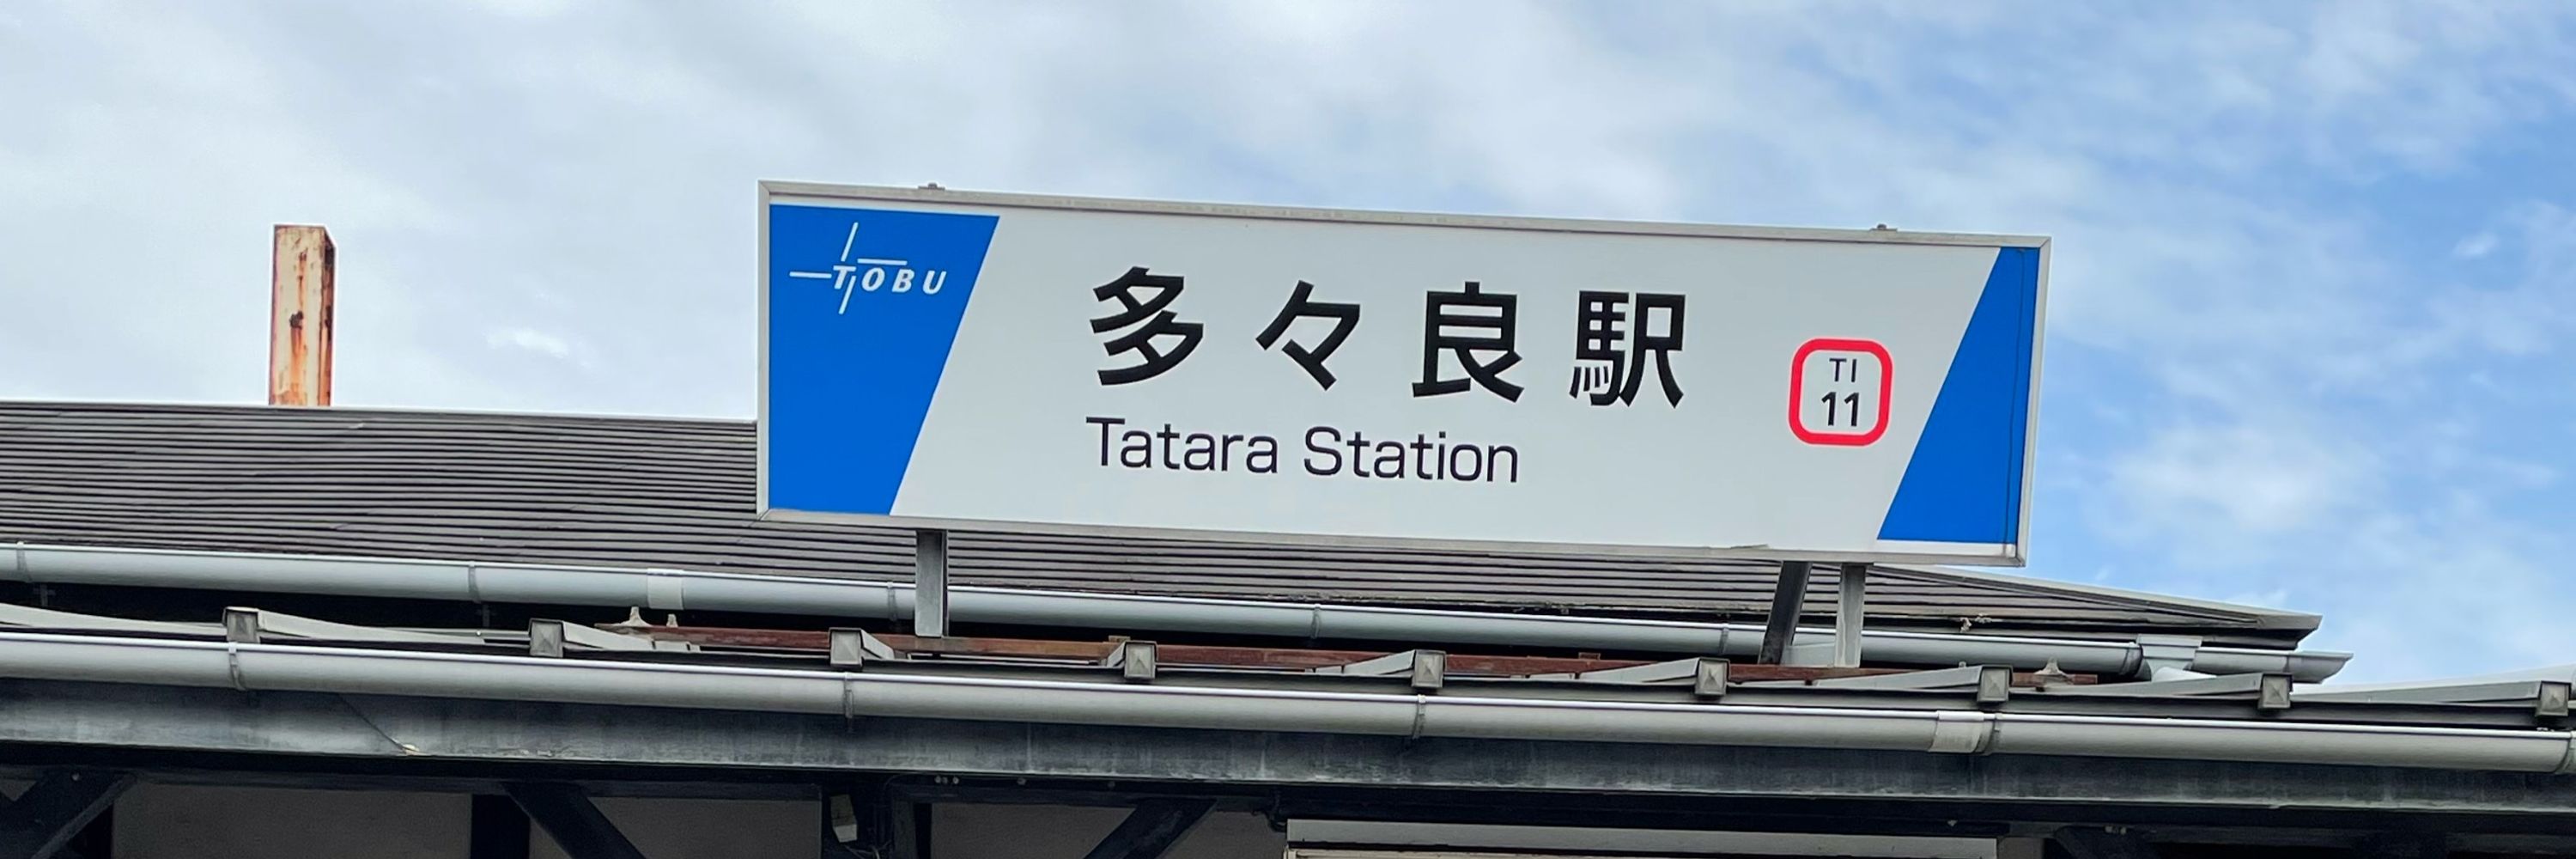 TOBU
多々良駅
Tatara Station
TI
11